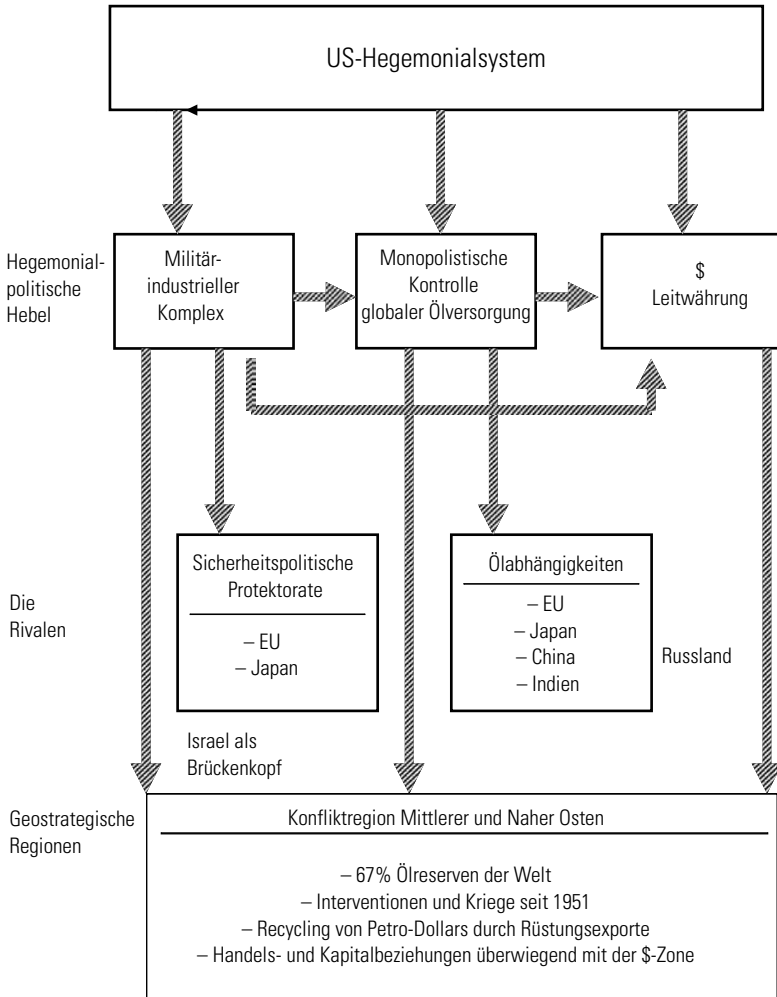 US-Hegemonialsystem
Hegemonial-
politische
Hebel
Militär-
industrieller
Komplex
Monopolistische
Kontrolle
globaler Ölversorgung
$
Leitwährung
Die
Rivalen
Sicherheitspolitische
Protektorate
– EU
– Japan
Ölabhängigkeiten
– EU
– Japan
– China
– Indien
Russland
Israel als
Brückenkopf
Geostrategische
Regionen
Konfliktregion Mittlerer und Naher Osten
– 67% Ölreserven der Welt
– Interventionen und Kriege seit 1951
– Recycling von Petro-Dollars durch Rüstungsexporte
– Handels- und Kapitalbeziehungen überwiegend mit der $-Zone